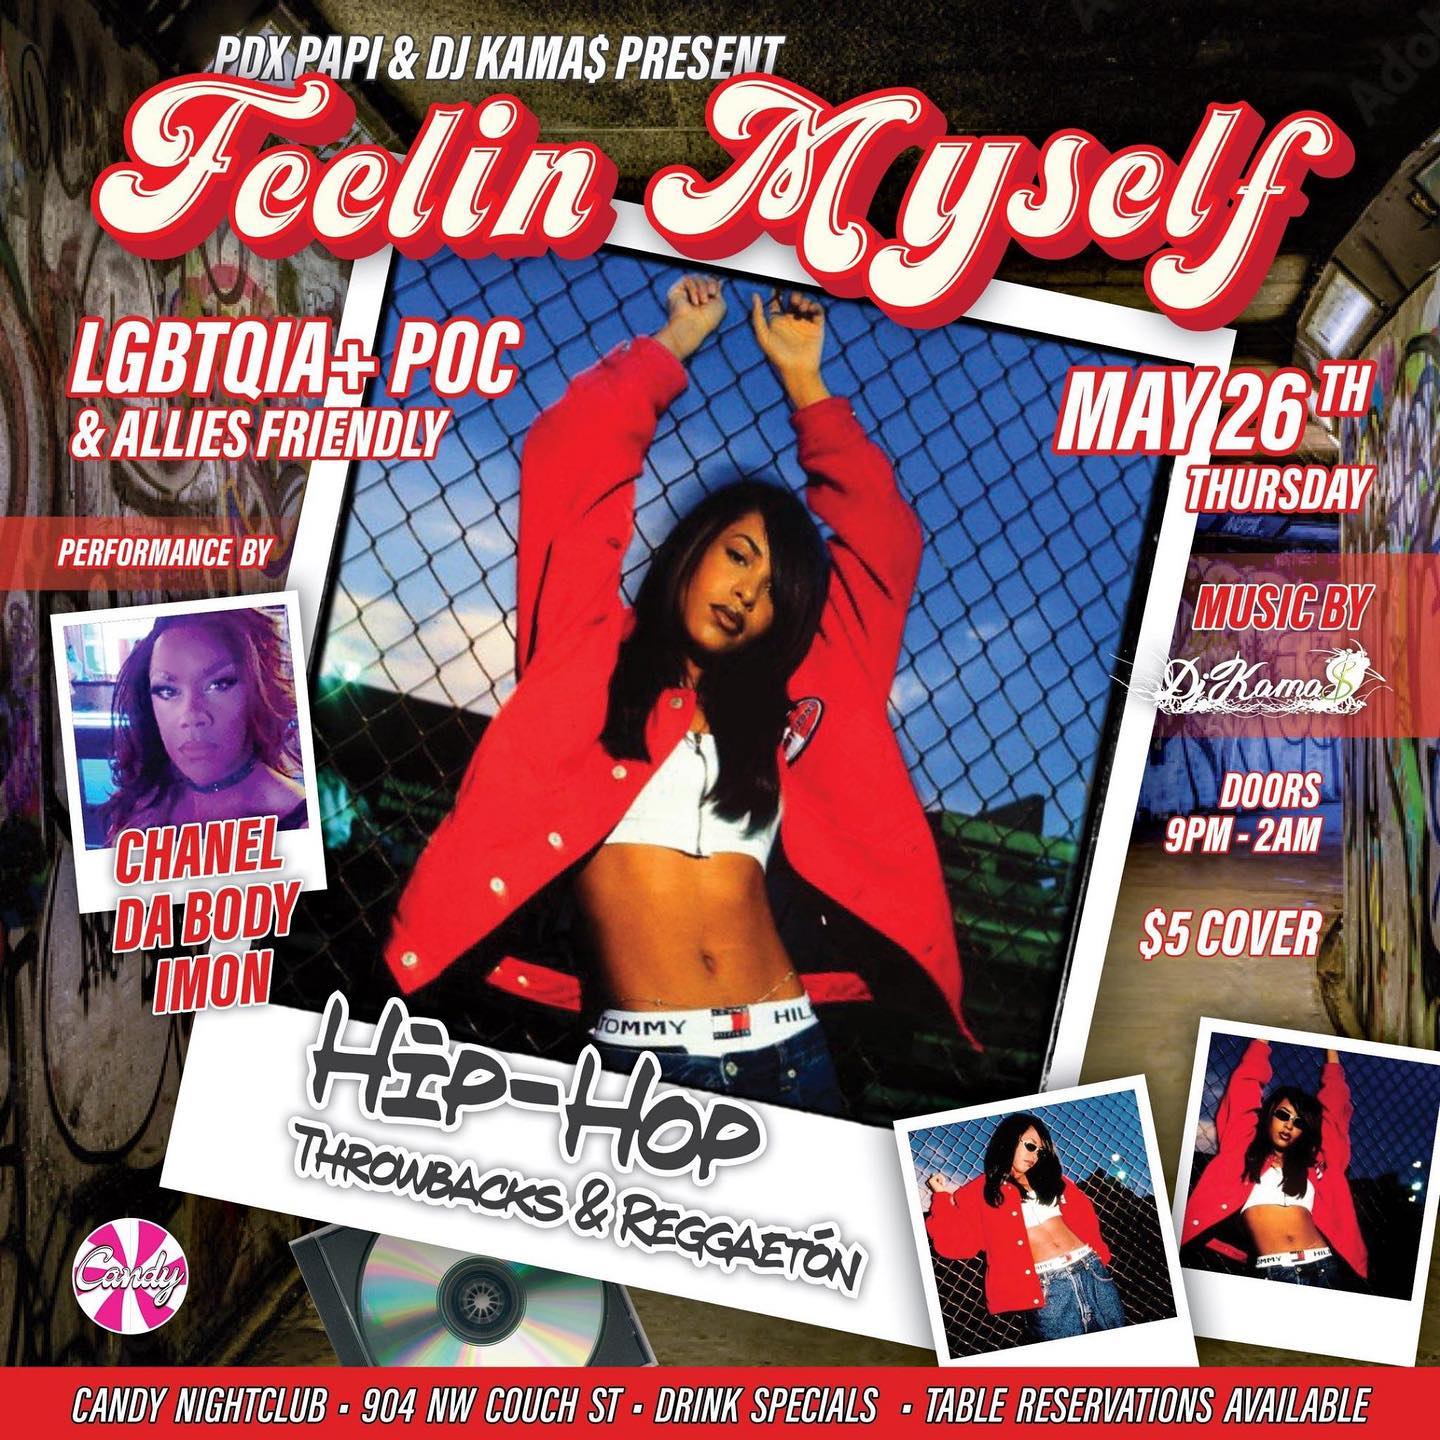 PDX PAPI & DJ KAMA$ PRESENT
Feelin Myself
LGBTQIA+ POC
& ALLIES FRIENDLY
MAY 26TH
THURSDAY
PERFORMANCE BY
CHANEL
DA BODY
IMON
MUSIC BY
Dj Kama$
DOORS
9PM - 2AM
$5 COVER
TOMMY HIL
HIP-HOP
THROWBACKS & REGGAETÓN
Candy
CANDY NIGHTCLUB • 904 NW COUCH ST • DRINK SPECIALS • TABLE RESERVATIONS AVAILABLE